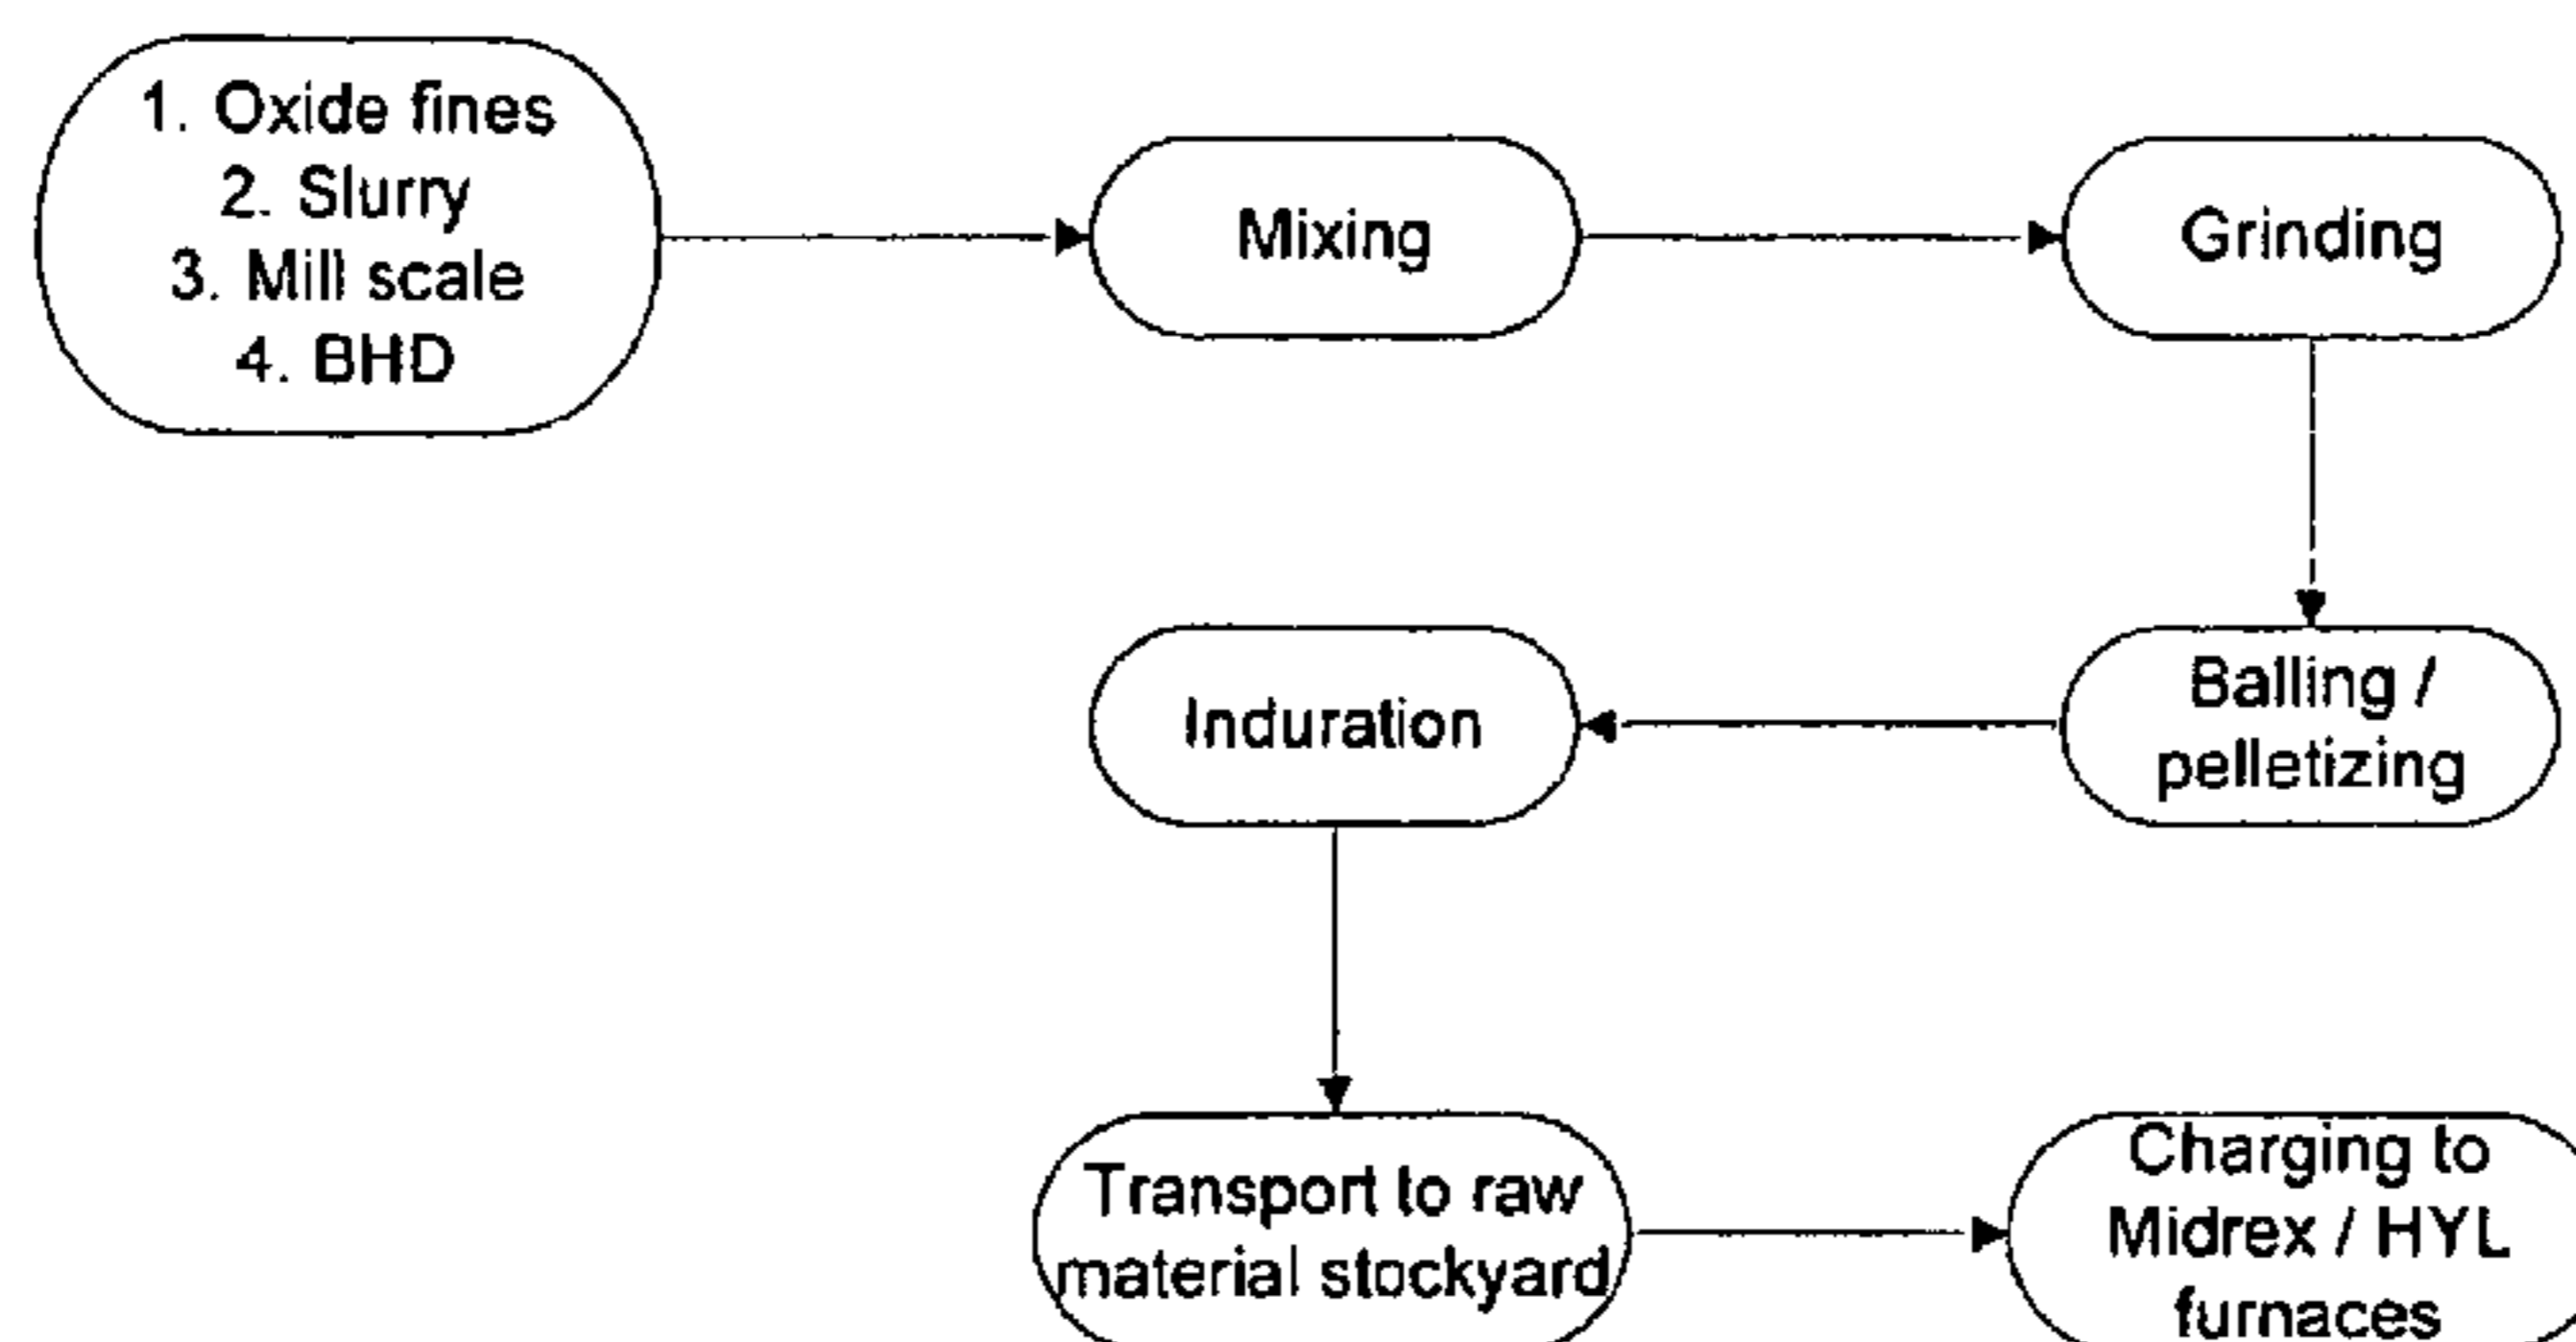 1. Oxide fines
2. Slurry
3. Mill scale
4. BHD
Mixing
Grinding
Balling /
pelletizing
Induration
Transport to raw
material stockyard
Charging to
Midrex / HYL
furnaces